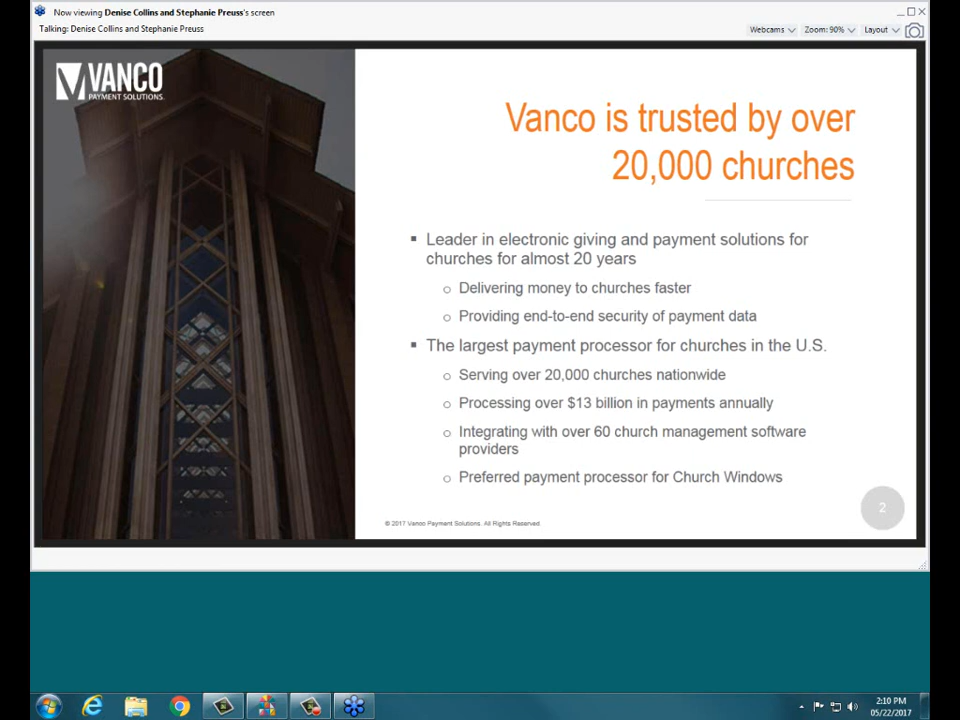 Now viewing Denise Collins and Stephanie Preuss's screen
Talking: Denise Collins and Stephanie Preuss
Webcams
Zoom: 90%
Layout
VANCO
PAYMENT SOLUTIONS
Vanco is trusted by over
20,000 churches
Leader in electronic giving and payment solutions for
churches for almost 20 years
Delivering money to churches faster
Providing end-to-end security of payment data
The largest payment processor for churches in the U.S.
Serving over 20,000 churches nationwide
Processing over $13 billion in payments annually
Integrating with over 60 church management software
providers
Preferred payment processor for Church Windows
2
© 2017 Vanco Payment Solutions. All Rights Reserved
2:10 PM
05/22/2017